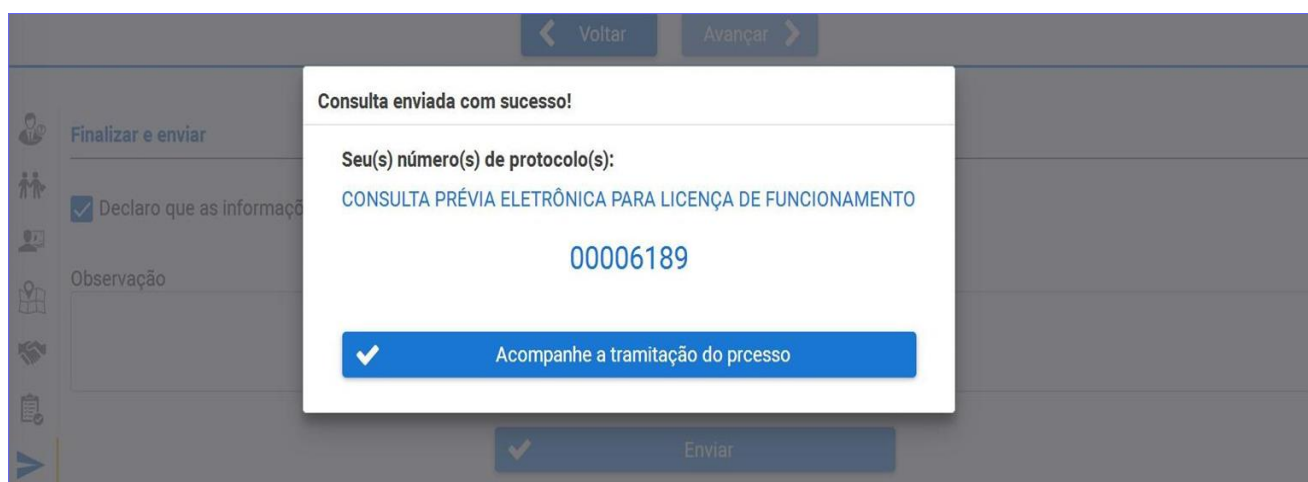 Voltar
Avançar
Consulta enviada com sucesso!
Finalizar e enviar
Seu(s) número(s) de protocolo(s):
CONSULTA PRÉVIA ELETRÔNICA PARA LICENÇA DE FUNCIONAMENTO
Declaro que as informaçõ
00006189
Observação
Acompanhe a tramitação do prcesso
Enviar